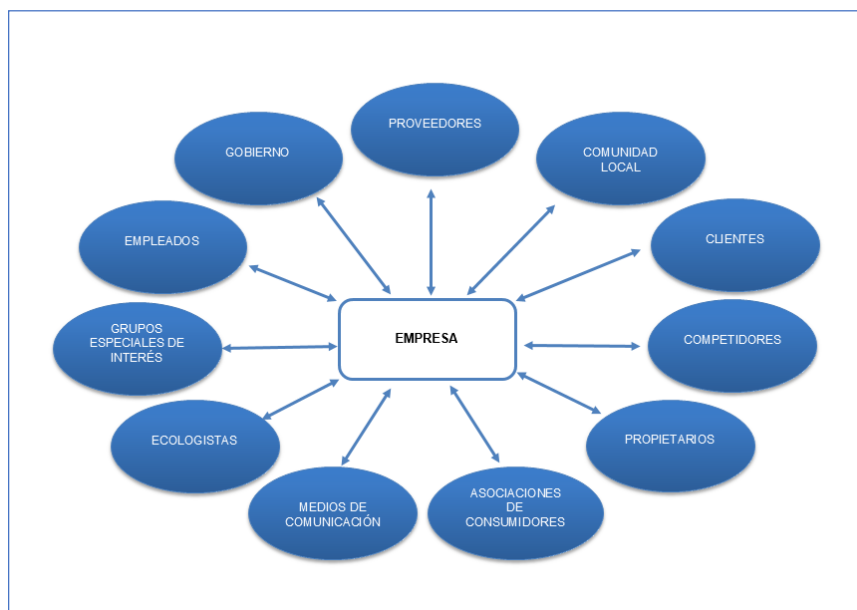 PROVEEDORES
GOBIERNO
COMUNIDAD
LOCAL
EMPLEADOS
CLIENTES
GRUPOS
ESPECIALES DE
INTERÉS
EMPRESA
COMPETIDORES
ECOLOGISTAS
PROPIETARIOS
MEDIOS DE
COMUNICACIÓN
ASOCIACIONES
DE
CONSUMIDORES